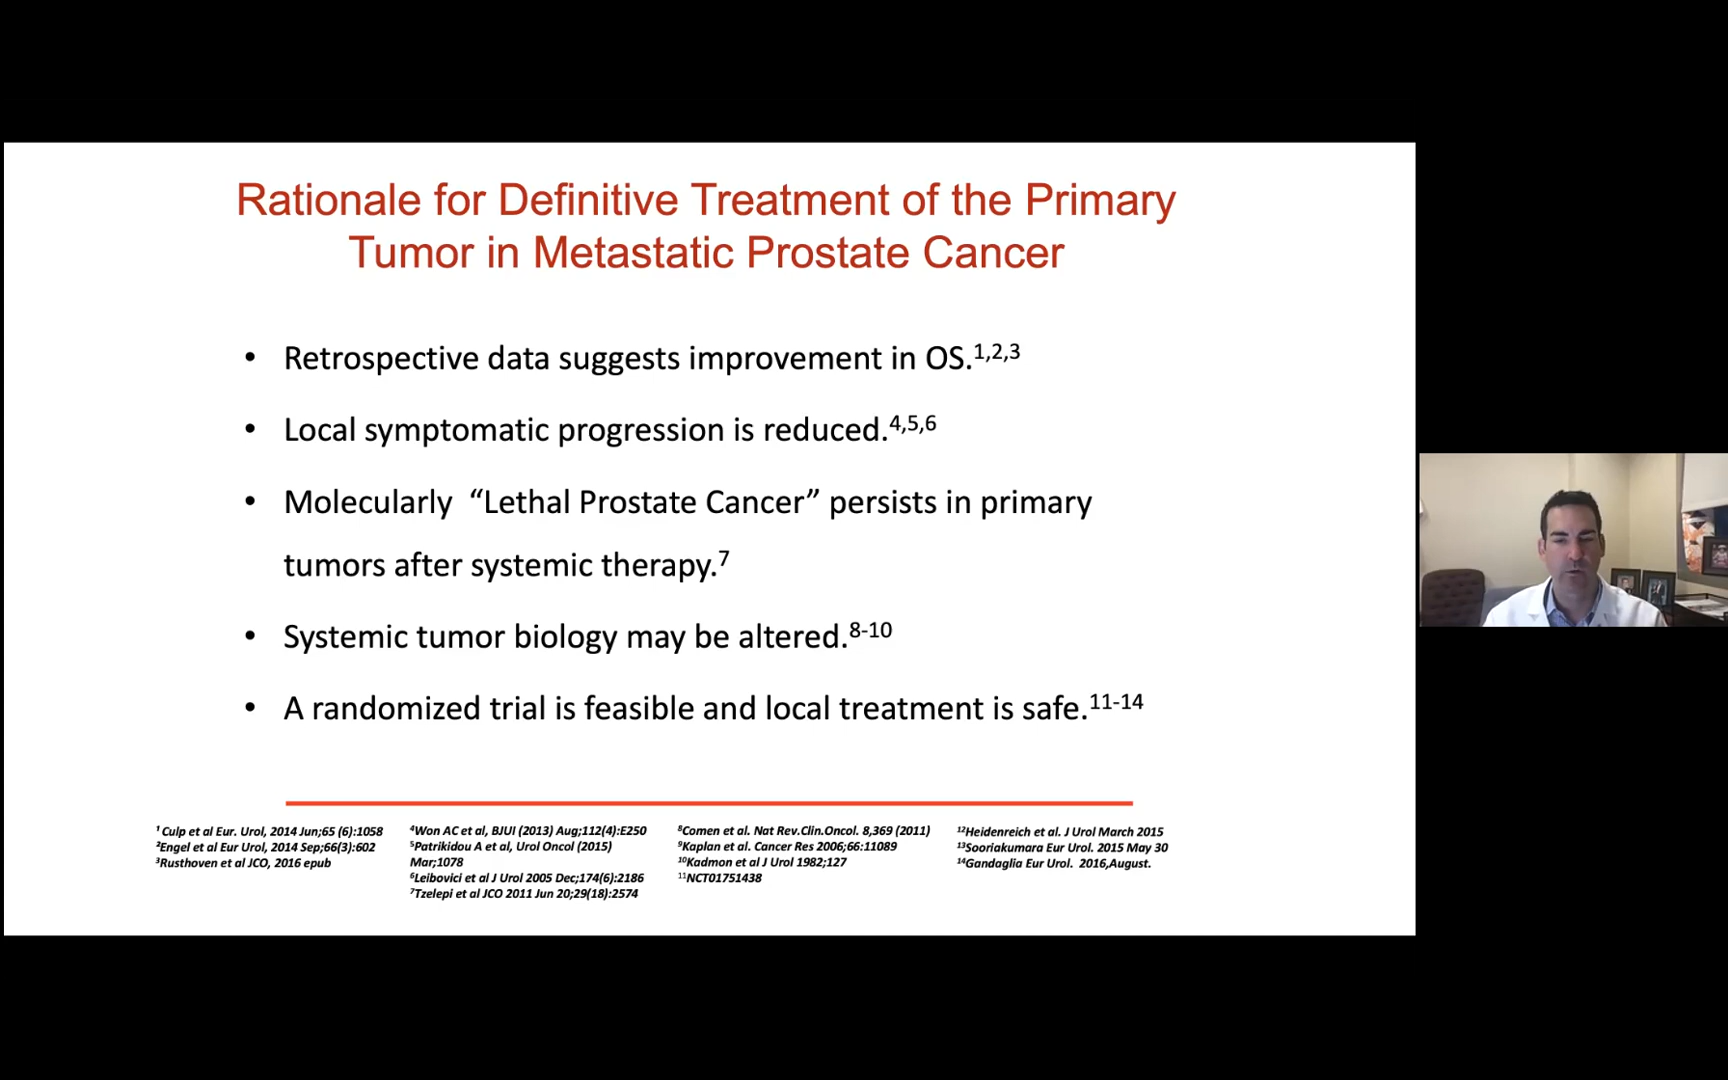 Rationale for Definitive Treatment of the Primary
Tumor in Metastatic Prostate Cancer
• Retrospective data suggests improvement in OS.1,2,3
• Local symptomatic progression is reduced.4,5,6
• Molecularly “Lethal Prostate Cancer” persists in primary
tumors after systemic therapy.7
• Systemic tumor biology may be altered.8-10
• A randomized trial is feasible and local treatment is safe.11-14
1 Culp et al Eur. Urol, 2014 Jun;65 (6):1058
2Engel et al Eur Urol, 2014 Sep;66(3):602
3Rusthoven et al JCO, 2016 epub
4Won AC et al, BJUI (2013) Aug;112(4):E250
5Patrikidou A et al, Urol Oncol (2015)
Mar;1078
6Leibovici et al J Urol 2005 Dec;174(6):2186
7Tzelepi et al JCO 2011 Jun 20;29(18):2574
8Comen et al. Nat Rev.Clin.Oncol. 8,369 (2011)
9Kaplan et al. Cancer Res 2006;66:11089
10Kadmon et al J Urol 1982;127
11NCT01751438
12Heidenreich et al. J Urol March 2015
13Sooriakumara Eur Urol. 2015 May 30
14Gandaglia Eur Urol. 2016,August.